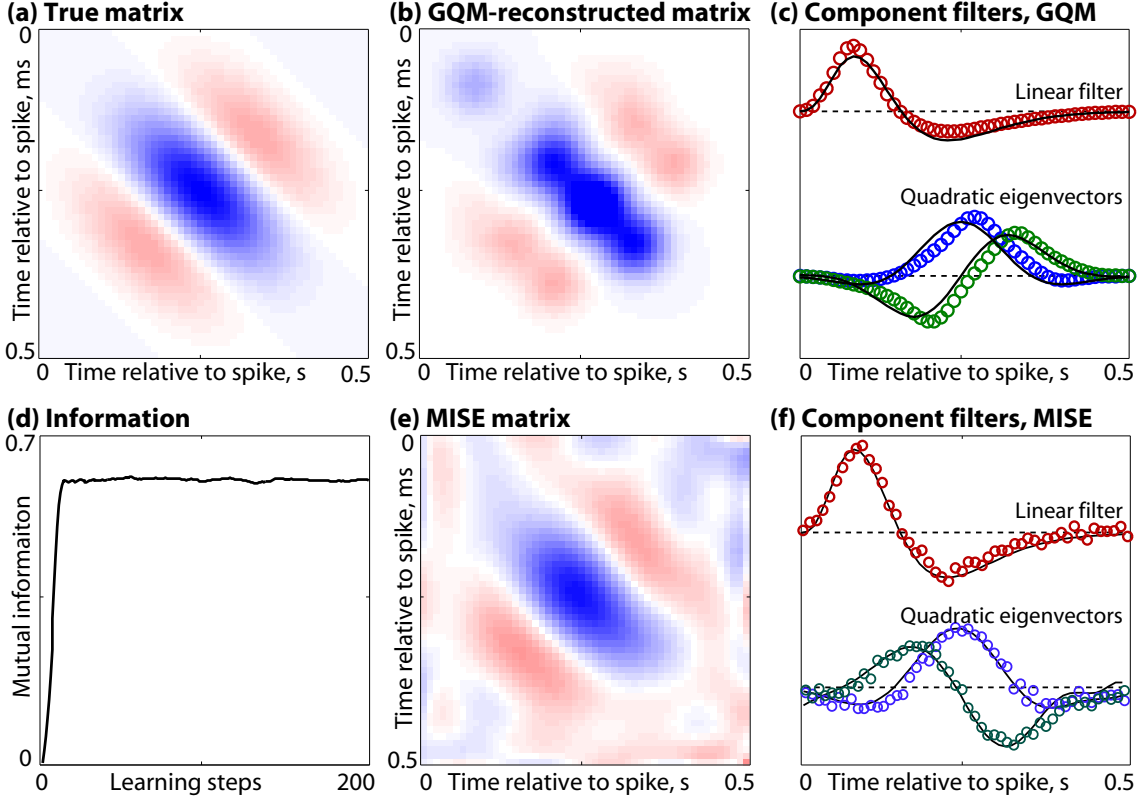 (a) True matrix
0
Time relative to spike, ms
0.5
0
Time relative to spike, s
0.5
(b) GQM-reconstructed matrix
0
Time relative to spike, ms
0.5
0
Time relative to spike, s
0.5
(c) Component filters, GQM
Linear filter
Quadratic eigenvectors
0
Time relative to spike, s
0.5
(d) Information
0.7
Mutual informaiton
0
0
Learning steps
200
(e) MISE matrix
0
Time relative to spike, ms
0.5
0
Time relative to spike, s
0.5
(f) Component filters, MISE
Linear filter
Quadratic eigenvectors
0
Time relative to spike, s
0.5